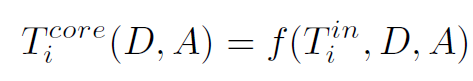 $T_i^{core}(D, A) = f(T_i^{in}, D, A)$